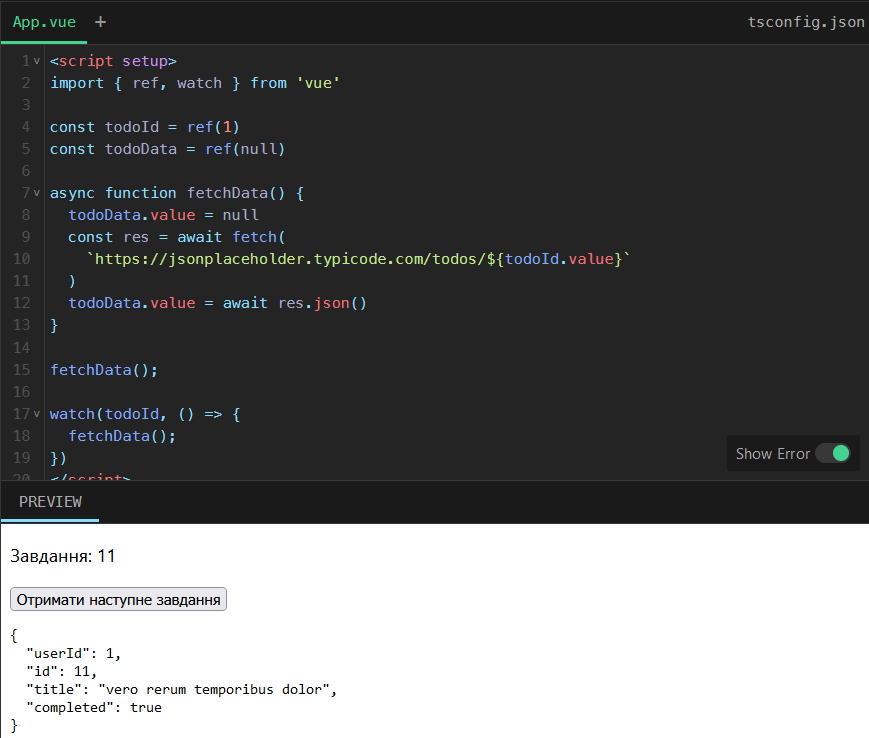 App.vue + tsconfig.json
1 <script setup>
2 import { ref, watch } from 'vue'
3
4 const todoId = ref(1)
5 const todoData = ref(null)
6
7 async function fetchData() {
8   todoData.value = null
9   const res = await fetch(
10     `https://jsonplaceholder.typicode.com/todos/${todoId.value}`
11   )
12   todoData.value = await res.json()
13 }
14
15 fetchData();
16
17 watch(todoId, () => {
18   fetchData();
19 })
20 </script>
Show Error
PREVIEW
Завдання: 11
Отримати наступне завдання
{
  "userId": 1,
  "id": 11,
  "title": "vero rerum temporibus dolor",
  "completed": true
}